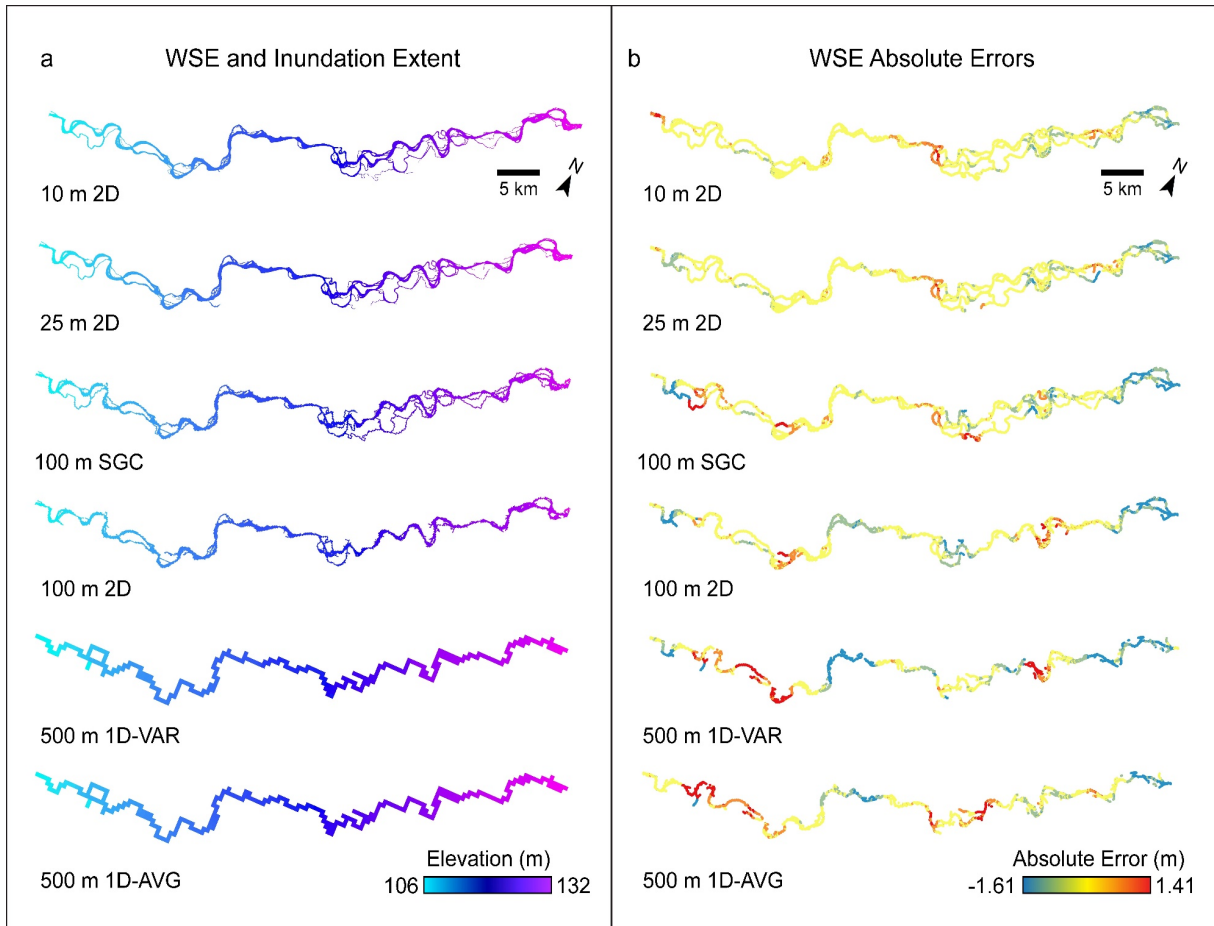 a
WSE and Inundation Extent
N
5 km
10 m 2D
25 m 2D
100 m SGC
100 m 2D
500 m 1D-VAR
500 m 1D-AVG
Elevation (m)
106
132
b
WSE Absolute Errors
N
5 km
10 m 2D
25 m 2D
100 m SGC
100 m 2D
500 m 1D-VAR
500 m 1D-AVG
Absolute Error (m)
-1.61
1.41